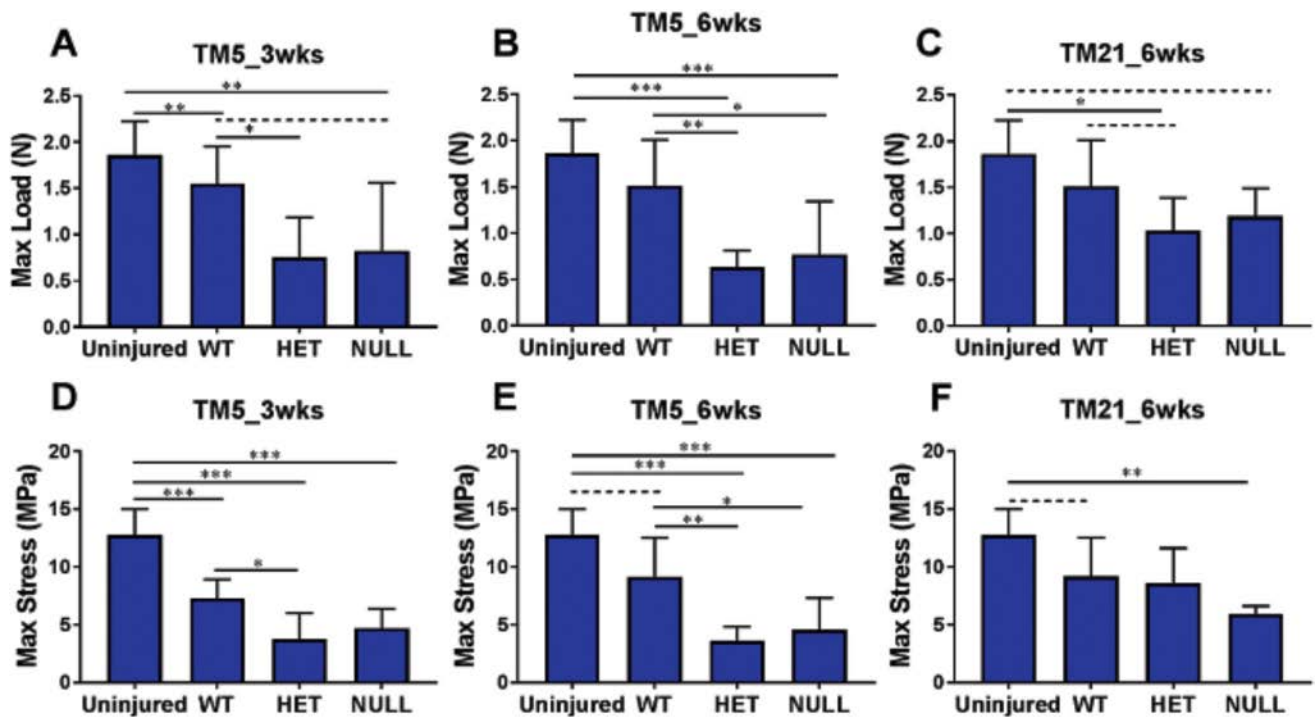 A
TM5_3wks
Max Load (N)
2.5
2.0
1.5
1.0
0.5
0.0
**
**
*
Uninjured WT HET NULL
B
TM5_6wks
Max Load (N)
2.5
2.0
1.5
1.0
0.5
0.0
***
***
*
**
Uninjured WT HET NULL
C
TM21_6wks
Max Load (N)
2.5
2.0
1.5
1.0
0.5
0.0
*
Uninjured WT HET NULL
D
TM5_3wks
Max Stress (MPa)
20
15
10
5
0
***
***
***
*
Uninjured WT HET NULL
E
TM5_6wks
Max Stress (MPa)
20
15
10
5
0
***
***
*
**
Uninjured WT HET NULL
F
TM21_6wks
Max Stress (MPa)
20
15
10
5
0
**
Uninjured WT HET NULL